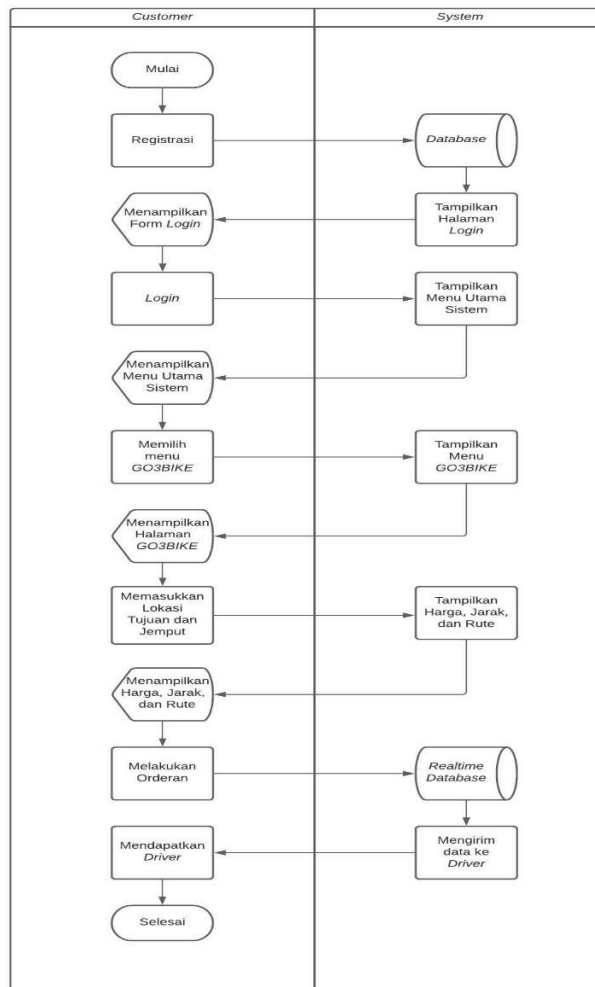 Customer
System
Mulai
Registrasi
Database
Menampilkan
Form Login
Tampilkan
Halaman
Login
Login
Tampilkan
Menu Utama
Sistem
Menampilkan
Menu Utama
Sistem
Memilih
menu
GO3BIKE
Tampilkan
Menu
GO3BIKE
Menampilkan
Halaman
GO3BIKE
Memasukkan
Lokasi
Tujuan dan
Jemput
Tampilkan
Harga, Jarak,
dan Rute
Menampilkan
Harga, Jarak,
dan Rute
Melakukan
Orderan
Realtime
Database
Mendapatkan
Driver
Mengirim
data ke
Driver
Selesai